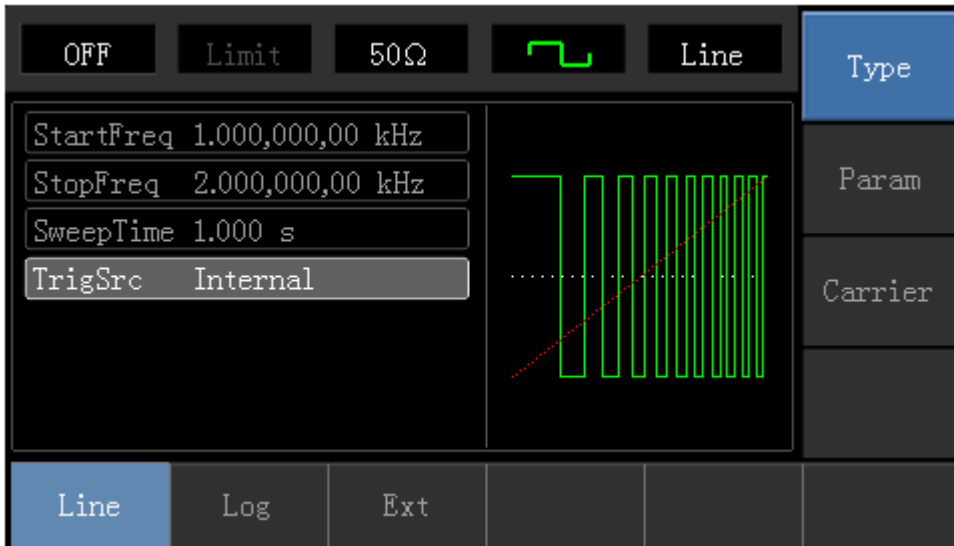 OFF Limit 50Ω Line
Type
StartFreq 1.000,000,00 kHz
StopFreq 2.000,000,00 kHz
SweepTime 1.000 s
TrigSrc Internal
Param
Carrier
Line Log Ext